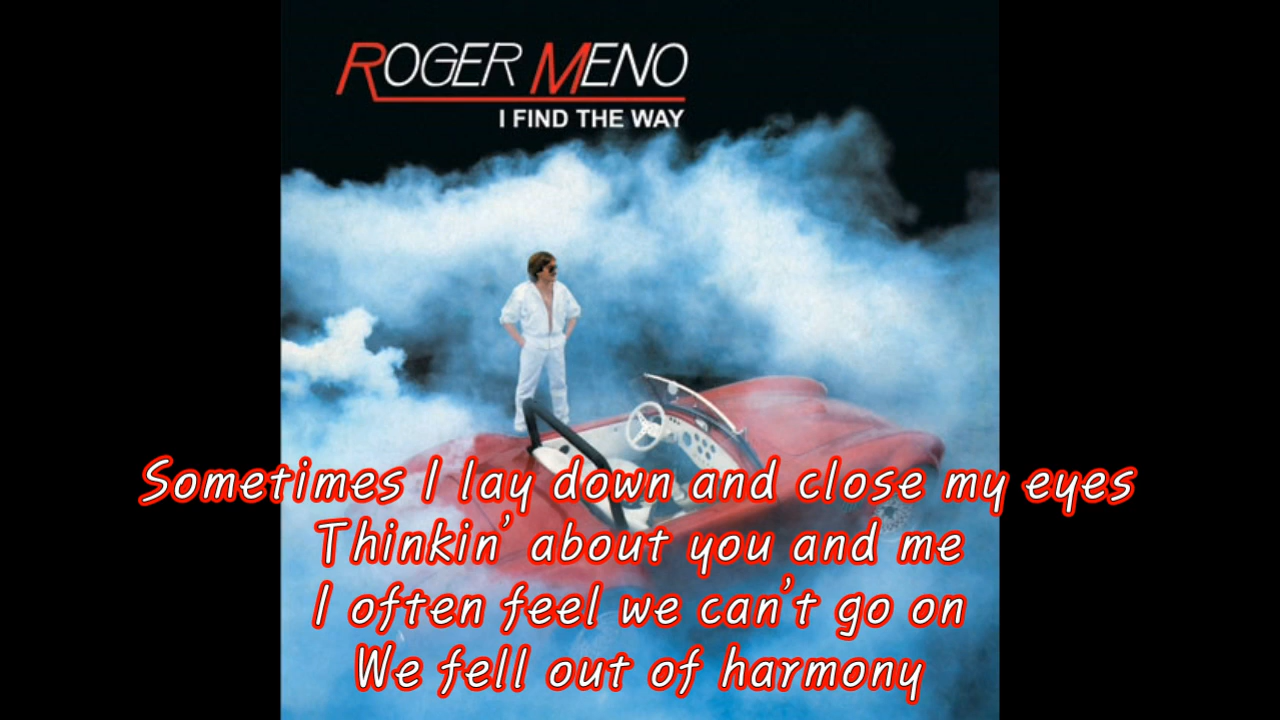 ROGER MENO
I FIND THE WAY
Sometimes I lay down and close my eyes
Thinkin' about you and me
I often feel we can't go on
We fell out of harmony